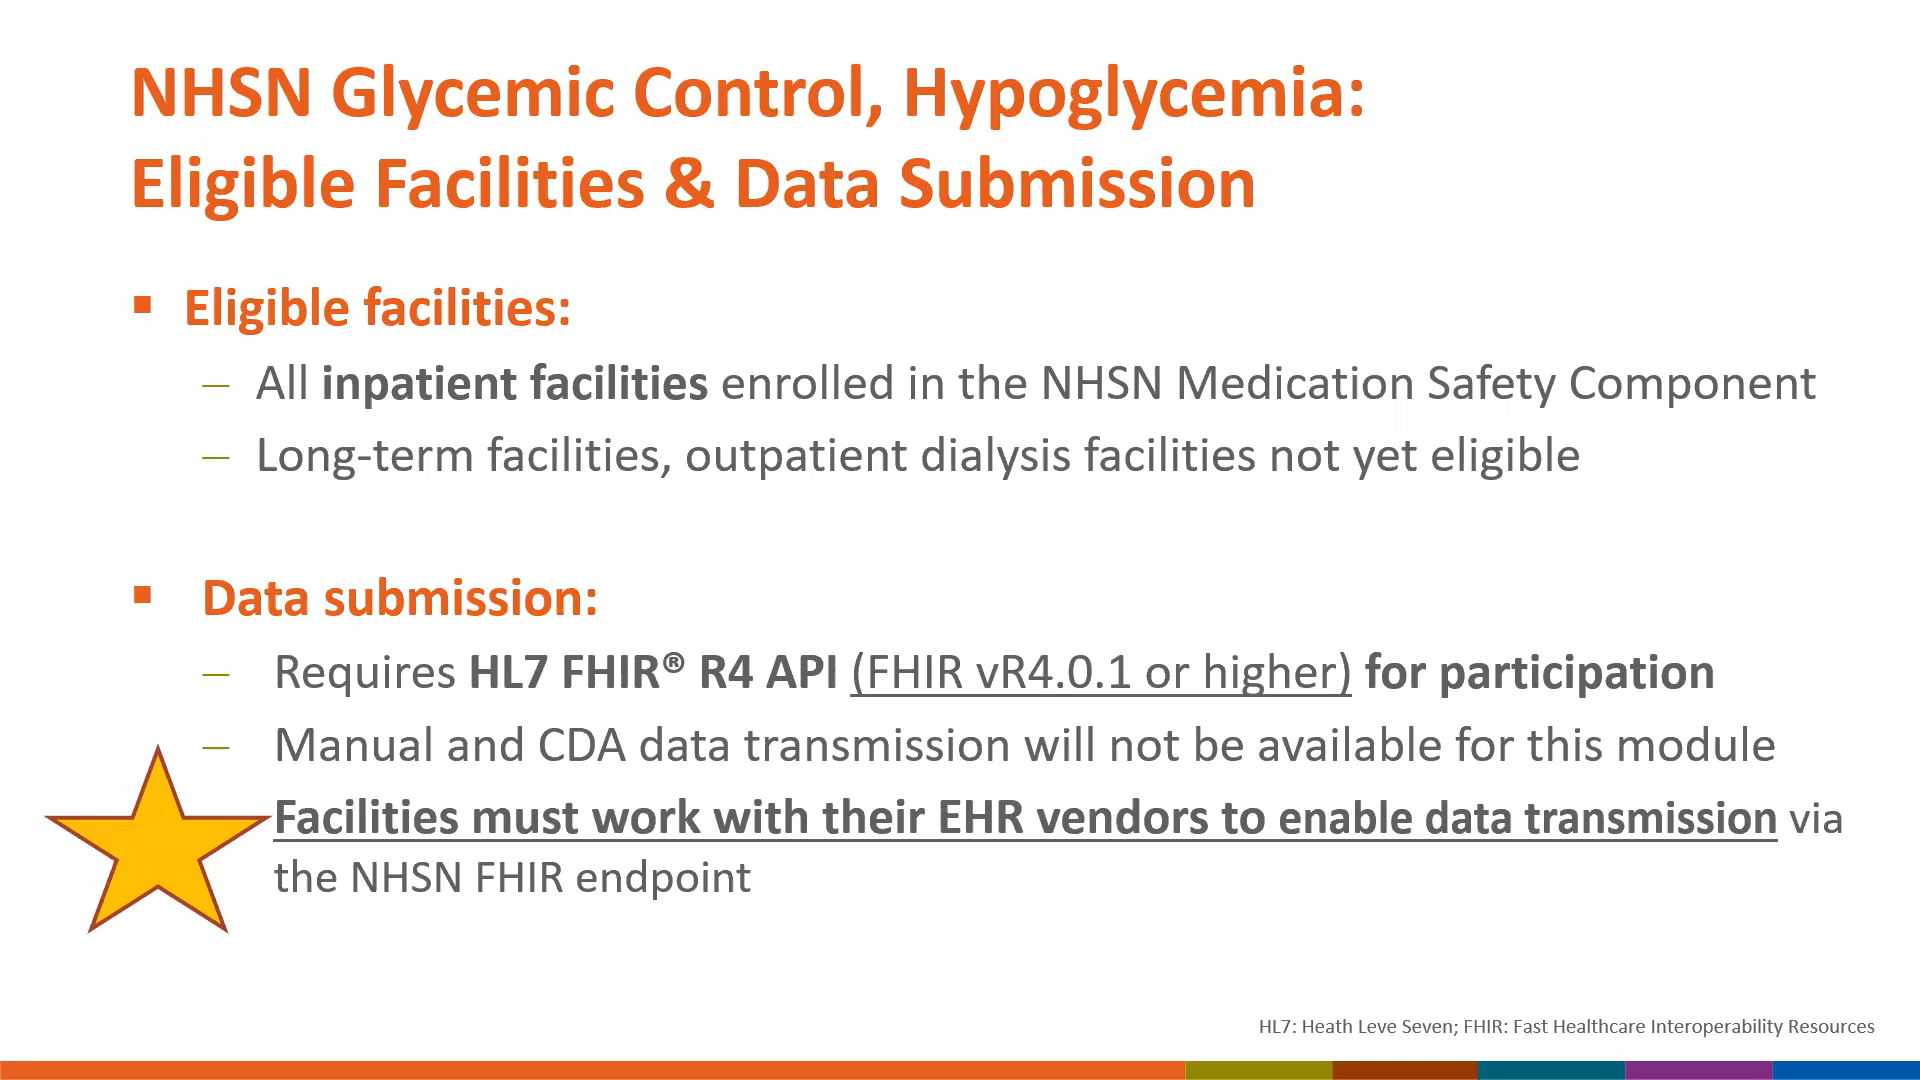 NHSN Glycemic Control, Hypoglycemia:
Eligible Facilities & Data Submission
▪ Eligible facilities:
– All inpatient facilities enrolled in the NHSN Medication Safety Component
– Long-term facilities, outpatient dialysis facilities not yet eligible
▪ Data submission:
– Requires HL7 FHIR® R4 API (FHIR vR4.0.1 or higher) for participation
– Manual and CDA data transmission will not be available for this module
Facilities must work with their EHR vendors to enable data transmission via
the NHSN FHIR endpoint
HL7: Heath Leve Seven; FHIR: Fast Healthcare Interoperability Resources